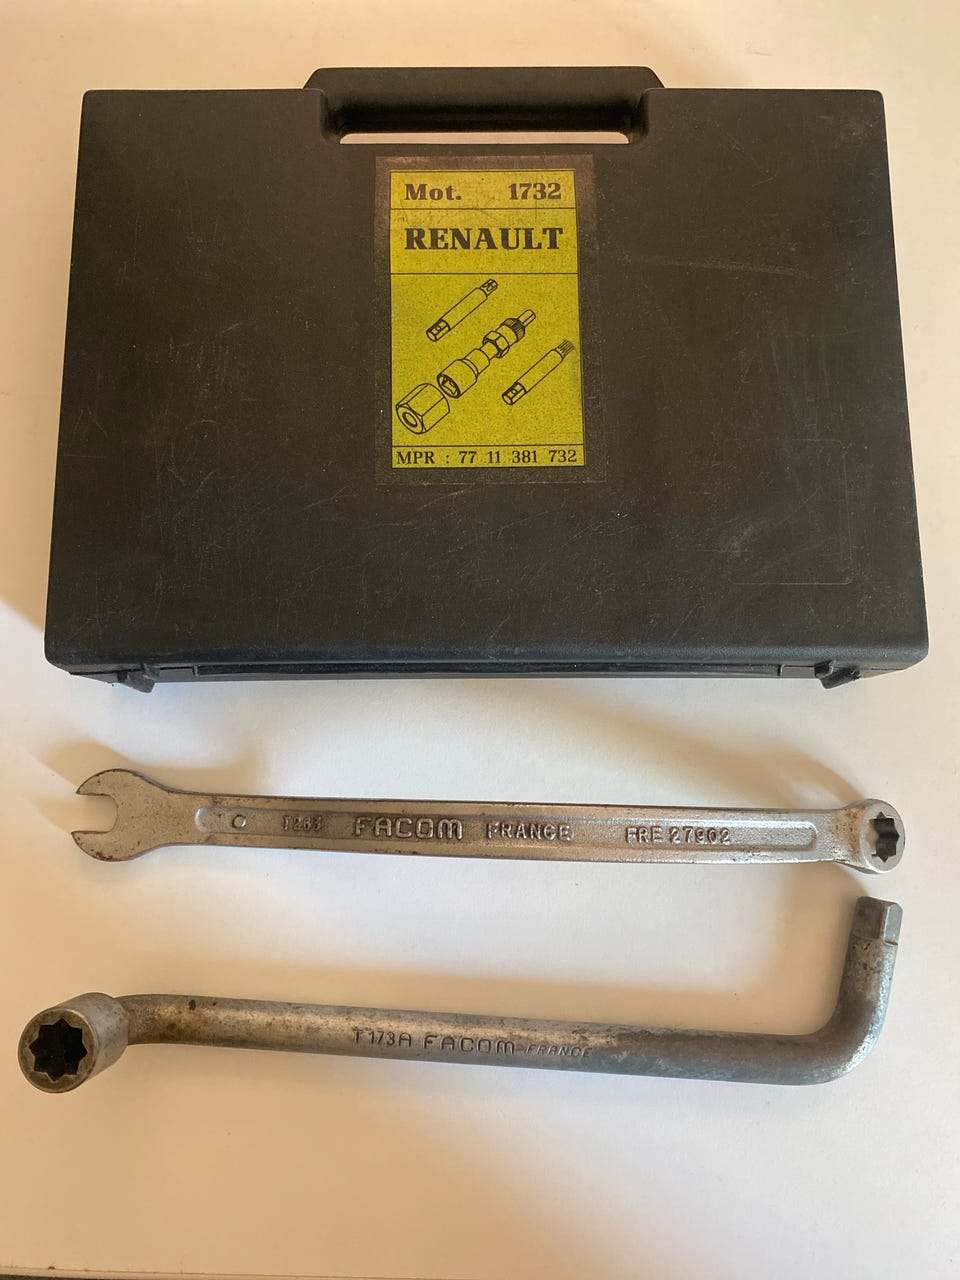 Mot. 1732
RENAULT
MPR : 77 11 381 732
FACOM FRANCE FRE 27902
T173A FACOM-FRANCE